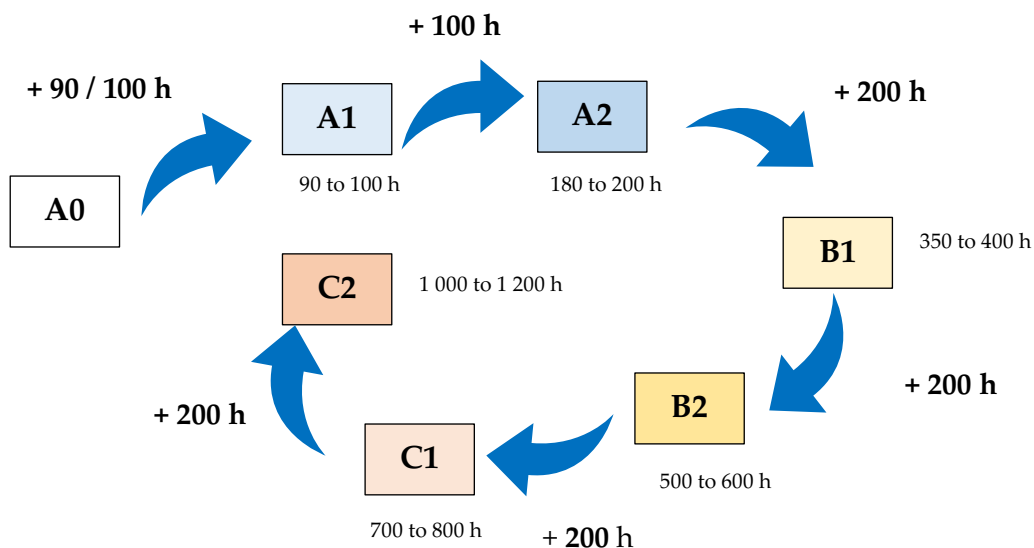 + 100 h
+ 90 / 100 h
+ 200 h
A1
A2
90 to 100 h
180 to 200 h
A0
B1
350 to 400 h
C2
1 000 to 1 200 h
+ 200 h
B2
+ 200 h
C1
500 to 600 h
700 to 800 h
+ 200 h